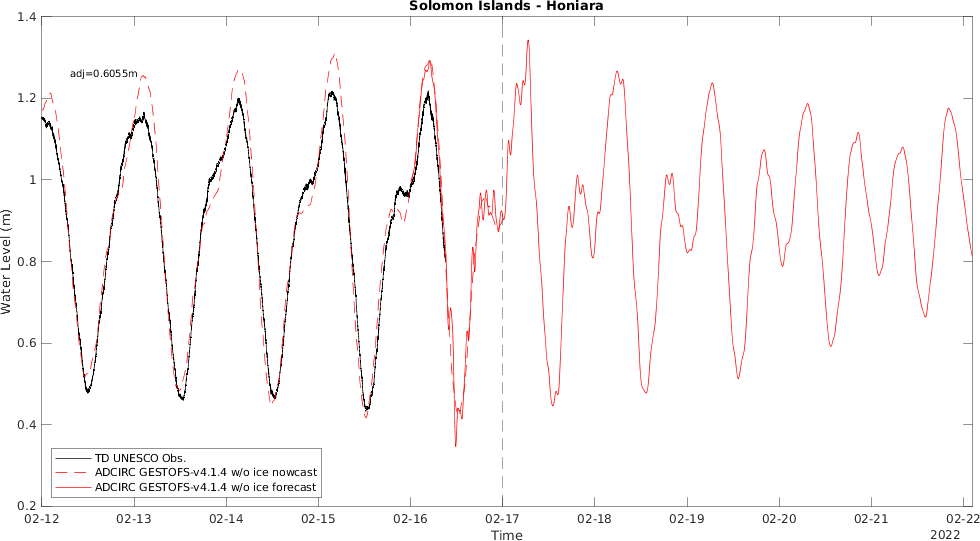 Solomon Islands - Honiara
1.4
1.2
1
0.8
0.6
0.4
0.2
Water Level (m)
adj=0.6055m
TD UNESCO Obs.
ADCIRC GESTOFS-v4.1.4 w/o ice nowcast
ADCIRC GESTOFS-v4.1.4 w/o ice forecast
02-12 02-13 02-14 02-15 02-16 02-17 02-18 02-19 02-20 02-21 02-22
Time
2022